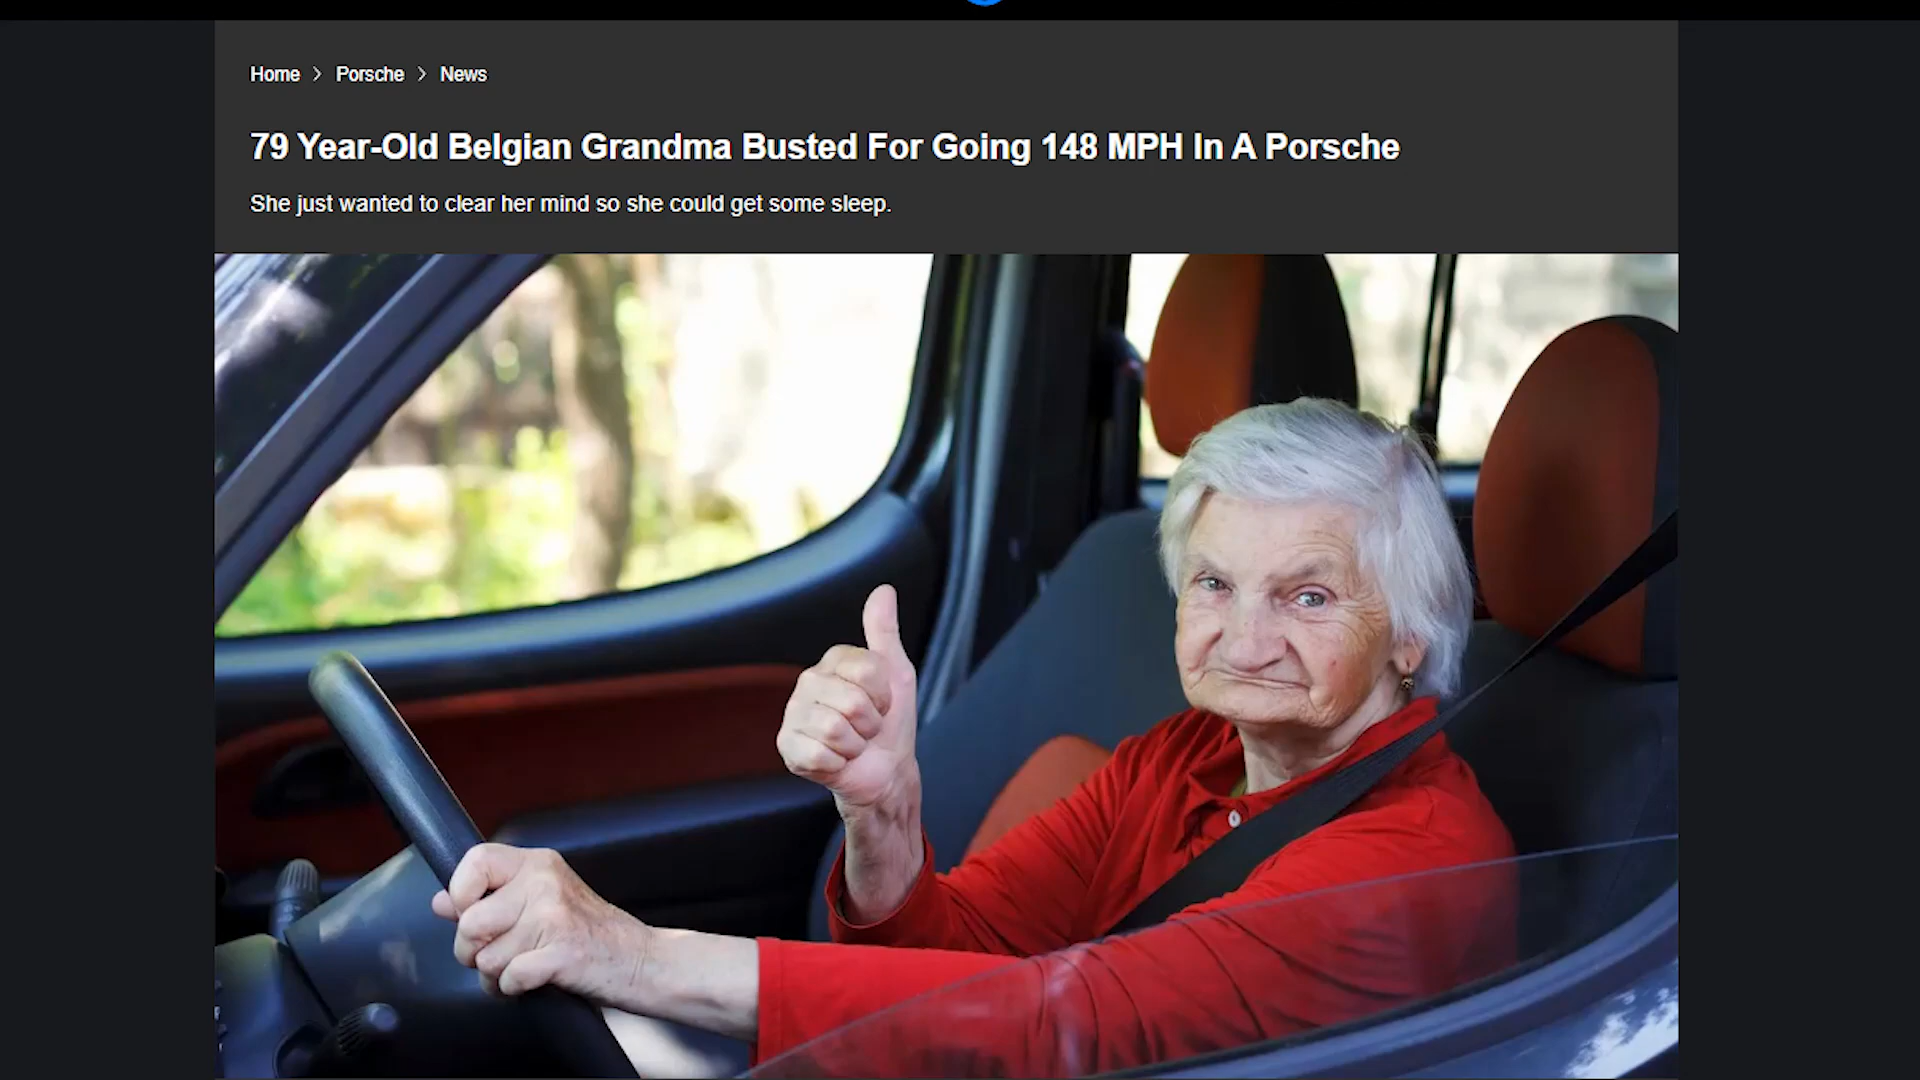 Home > Porsche > News
79 Year-Old Belgian Grandma Busted For Going 148 MPH In A Porsche
She just wanted to clear her mind so she could get some sleep.